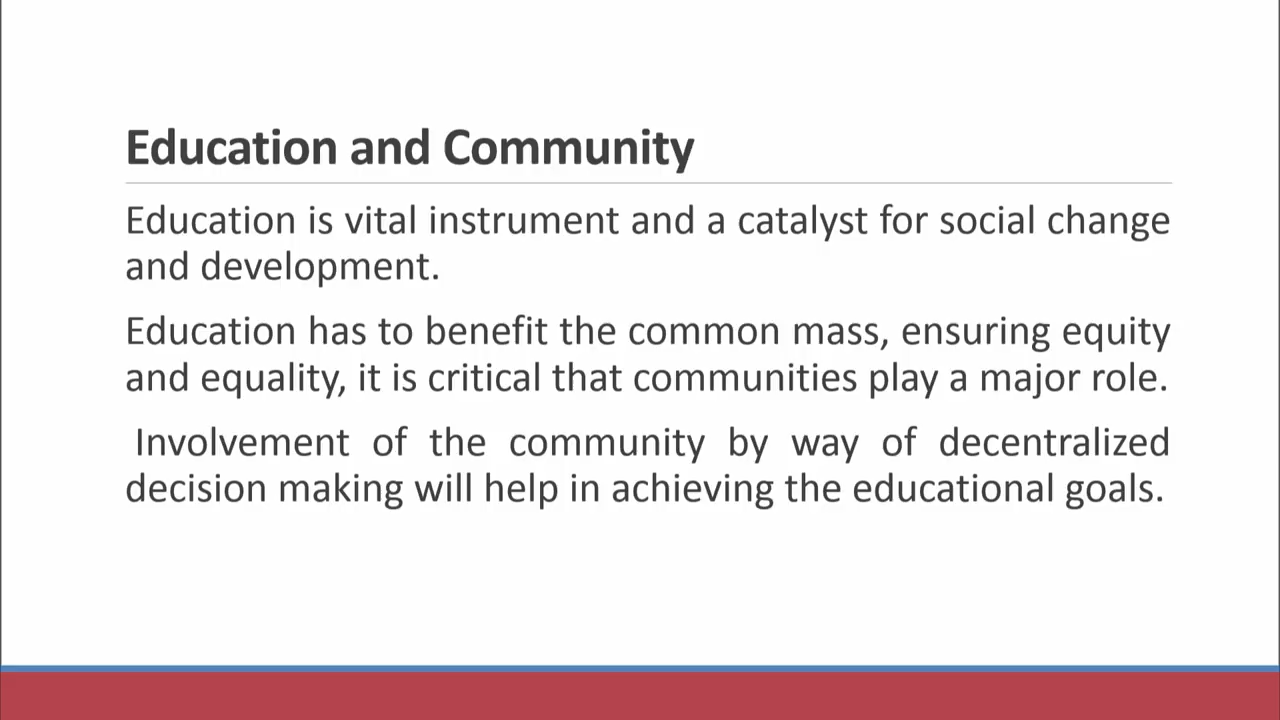 Education and Community
Education is vital instrument and a catalyst for social change
and development.
Education has to benefit the common mass, ensuring equity
and equality, it is critical that communities play a major role.
Involvement of the community by way of decentralized
decision making will help in achieving the educational goals.